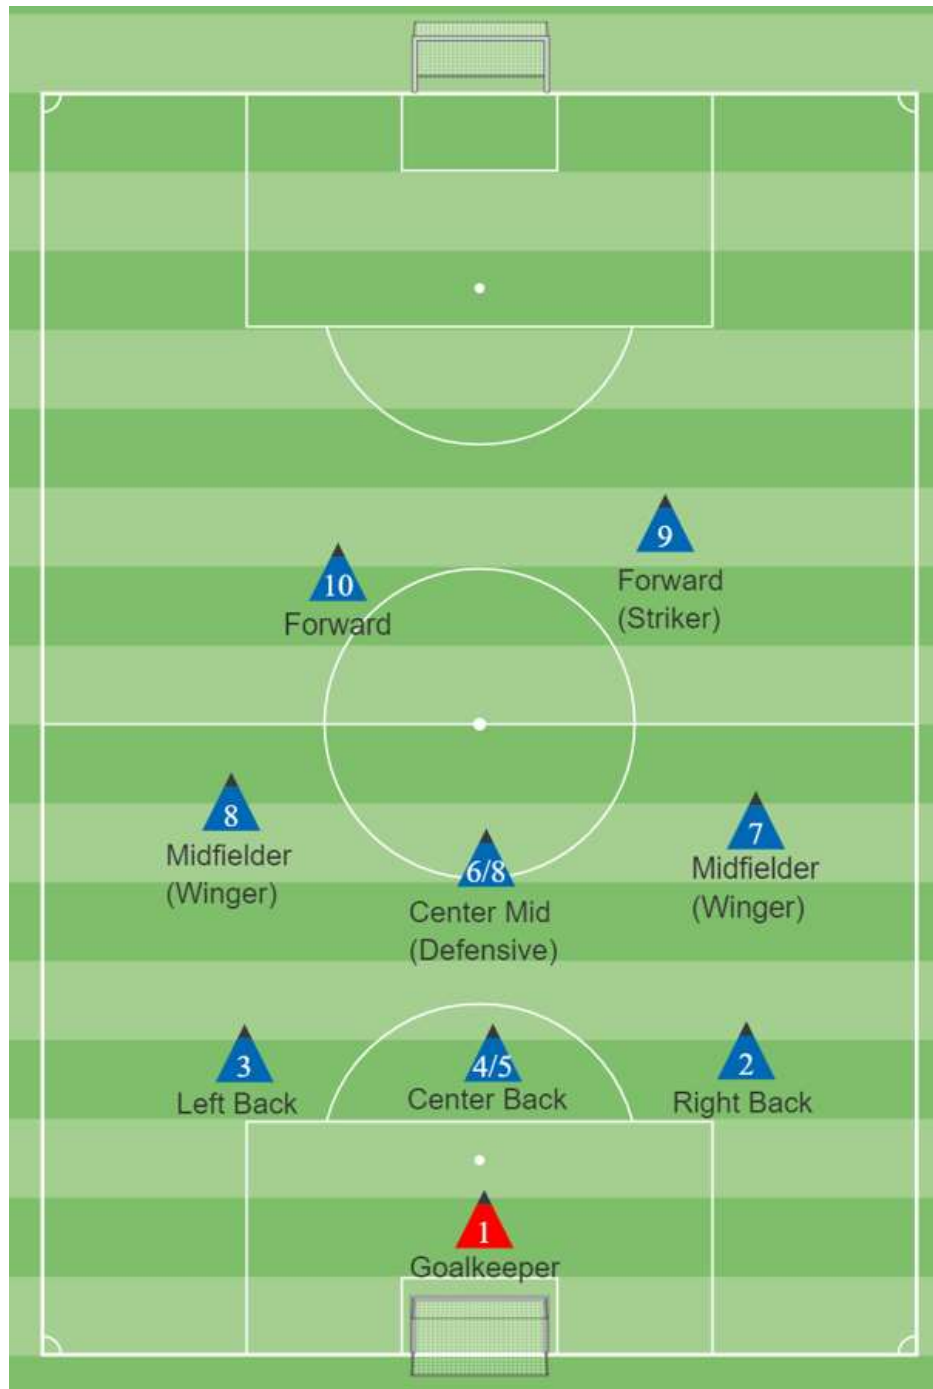 9
Forward
(Striker)
10
Forward
8
Midfielder
(Winger)
7
Midfielder
(Winger)
6/8
Center Mid
(Defensive)
3
Left Back
4/5
Center Back
2
Right Back
1
Goalkeeper